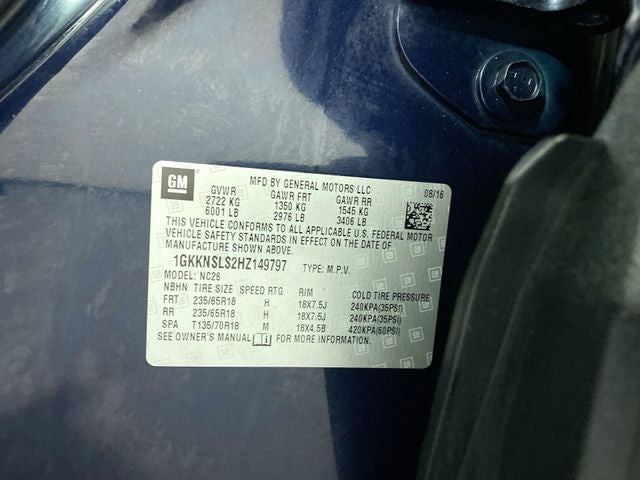 GM
MFD BY GENERAL MOTORS LLC
08/16
GVWR GAWR FRT GAWR RR
2722 KG 1350 KG 1545 KG
6001 LB 2976 LB 3406 LB
THIS VEHICLE CONFORMS TO ALL APPLICABLE U.S. FEDERAL MOTOR
VEHICLE SAFETY STANDARDS IN EFFECT ON THE DATE OF
MANUFACTURE SHOWN ABOVE.
1GKKNSLS2HZ149797 TYPE: M.P.V.
MODEL: NC26
NBHN TIRE SIZE SPEED RTG RIM COLD TIRE PRESSURE
FRT 235/65R18 H 18X7.5J 240KPA(35PSI)
RR 235/65R18 H 18X7.5J 240KPA(35PSI)
SPA T135/70R18 M 18X4.5B 420KPA(60PSI)
SEE OWNER'S MANUAL FOR MORE INFORMATION.